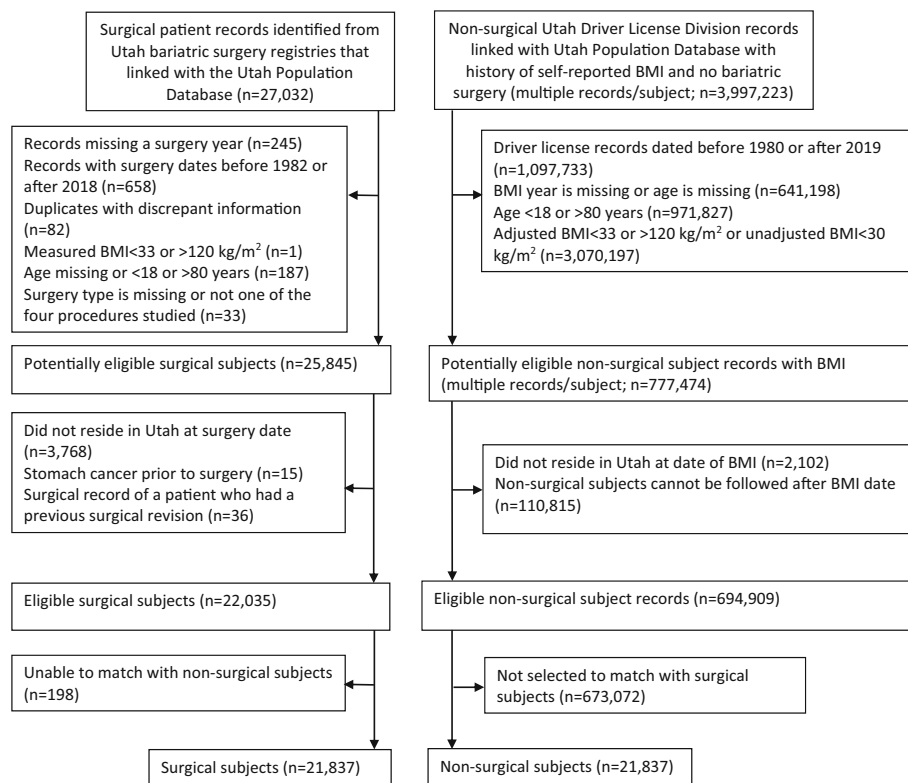 Surgical patient records identified from
Utah bariatric surgery registries that
linked with the Utah Population
Database (n=27,032)
Non-surgical Utah Driver License Division records
linked with Utah Population Database with
history of self-reported BMI and no bariatric
surgery (multiple records/subject; n=3,997,223)
Records missing a surgery year (n=245)
Records with surgery dates before 1982 or
after 2018 (n=658)
Duplicates with discrepant information
(n=82)
Measured BMI<33 or >120 kg/m² (n=1)
Age missing or <18 or >80 years (n=187)
Surgery type is missing or not one of the
four procedures studied (n=33)
Driver license records dated before 1980 or after 2019
(n=1,097,733)
BMI year is missing or age is missing (n=641,198)
Age <18 or >80 years (n=971,827)
Adjusted BMI<33 or >120 kg/m² or unadjusted BMI<30
kg/m² (n=3,070,197)
Potentially eligible surgical subjects (n=25,845)
Potentially eligible non-surgical subject records with BMI
(multiple records/subject; n=777,474)
Did not reside in Utah at surgery date
(n=3,768)
Stomach cancer prior to surgery (n=15)
Surgical record of a patient who had a
previous surgical revision (n=36)
Did not reside in Utah at date of BMI (n=2,102)
Non-surgical subjects cannot be followed after BMI date
(n=110,815)
Eligible surgical subjects (n=22,035)
Eligible non-surgical subject records (n=694,909)
Unable to match with non-surgical subjects
(n=198)
Not selected to match with surgical
subjects (n=673,072)
Surgical subjects (n=21,837)
Non-surgical subjects (n=21,837)